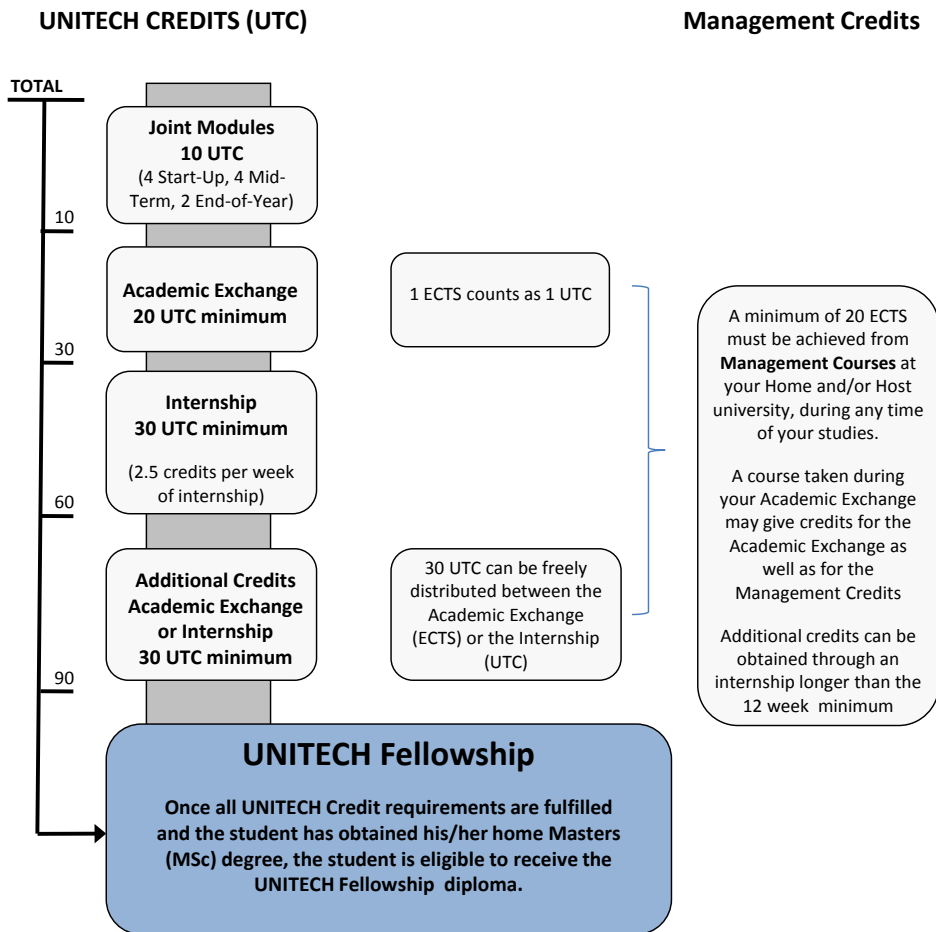 UNITECH CREDITS (UTC)
Management Credits
TOTAL
Joint Modules
10 UTC
(4 Start-Up, 4 Mid-
Term, 2 End-of-Year)
10
Academic Exchange
20 UTC minimum
1 ECTS counts as 1 UTC
30
Internship
30 UTC minimum
(2.5 credits per week
of internship)
60
Additional Credits
Academic Exchange
or Internship
30 UTC minimum
30 UTC can be freely
distributed between the
Academic Exchange
(ECTS) or the Internship
(UTC)
90
A minimum of 20 ECTS
must be achieved from
Management Courses at
your Home and/or Host
university, during any time
of your studies.
A course taken during
your Academic Exchange
may give credits for the
Academic Exchange as
well as for the
Management Credits
Additional credits can be
obtained through an
internship longer than the
12 week minimum
UNITECH Fellowship
Once all UNITECH Credit requirements are fulfilled
and the student has obtained his/her home Masters
(MSc) degree, the student is eligible to receive the
UNITECH Fellowship diploma.